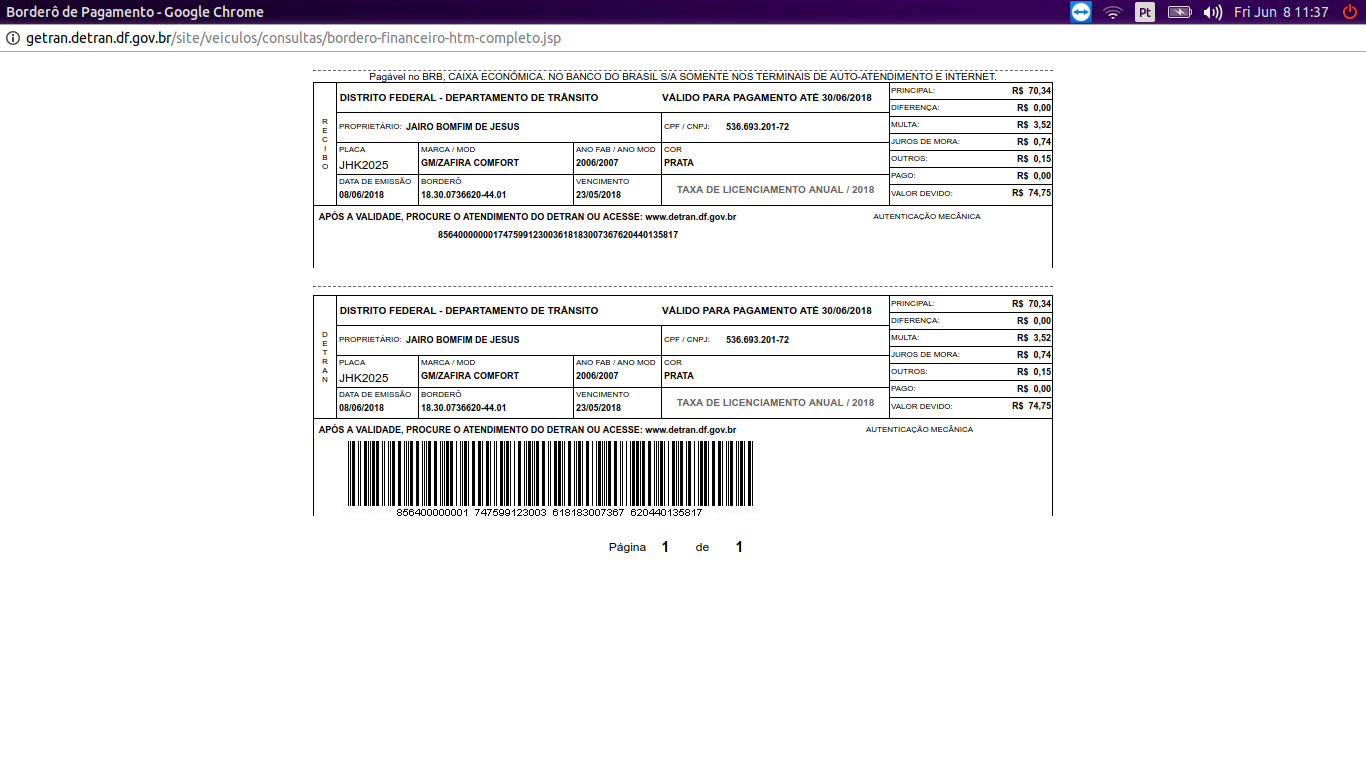 Borderô de Pagamento - Google Chrome
Pt
Fri Jun 8 11:37
getran.detran.df.gov.br/site/veiculos/consultas/bordero-financeiro-htm-completo.jsp
Pagável no BRB, CAIXA ECONÔMICA. NO BANCO DO BRASIL S/A SOMENTE NOS TERMINAIS DE AUTO-ATENDIMENTO E INTERNET.
RECIBO
DISTRITO FEDERAL - DEPARTAMENTO DE TRÂNSITO VÁLIDO PARA PAGAMENTO ATÉ 30/06/2018
PROPRIETÁRIO: JAIRO BOMFIM DE JESUS CPF / CNPJ: 536.693.201-72
PLACA MARCA / MOD ANO FAB / ANO MOD COR
JHK2025 GM/ZAFIRA COMFORT 2006/2007 PRATA
DATA DE EMISSÃO BORDERÔ VENCIMENTO
08/06/2018 18.30.0736620-44.01 23/05/2018
TAXA DE LICENCIAMENTO ANUAL / 2018
PRINCIPAL: R$ 70,34
DIFERENÇA: R$ 0,00
MULTA: R$ 3,52
JUROS DE MORA: R$ 0,74
OUTROS: R$ 0,15
PAGO: R$ 0,00
VALOR DEVIDO: R$ 74,75
APÓS A VALIDADE, PROCURE O ATENDIMENTO DO DETRAN OU ACESSE: www.detran.df.gov.br AUTENTICAÇÃO MECÂNICA
856400000001747599123003618183007367620440135817
DETRAN
DISTRITO FEDERAL - DEPARTAMENTO DE TRÂNSITO VÁLIDO PARA PAGAMENTO ATÉ 30/06/2018
PROPRIETÁRIO: JAIRO BOMFIM DE JESUS CPF / CNPJ: 536.693.201-72
PLACA MARCA / MOD ANO FAB / ANO MOD COR
JHK2025 GM/ZAFIRA COMFORT 2006/2007 PRATA
DATA DE EMISSÃO BORDERÔ VENCIMENTO
08/06/2018 18.30.0736620-44.01 23/05/2018
TAXA DE LICENCIAMENTO ANUAL / 2018
PRINCIPAL: R$ 70,34
DIFERENÇA: R$ 0,00
MULTA: R$ 3,52
JUROS DE MORA: R$ 0,74
OUTROS: R$ 0,15
PAGO: R$ 0,00
VALOR DEVIDO: R$ 74,75
APÓS A VALIDADE, PROCURE O ATENDIMENTO DO DETRAN OU ACESSE: www.detran.df.gov.br AUTENTICAÇÃO MECÂNICA
856400000001 747599123003 618183007367 620440135817
Página 1 de 1